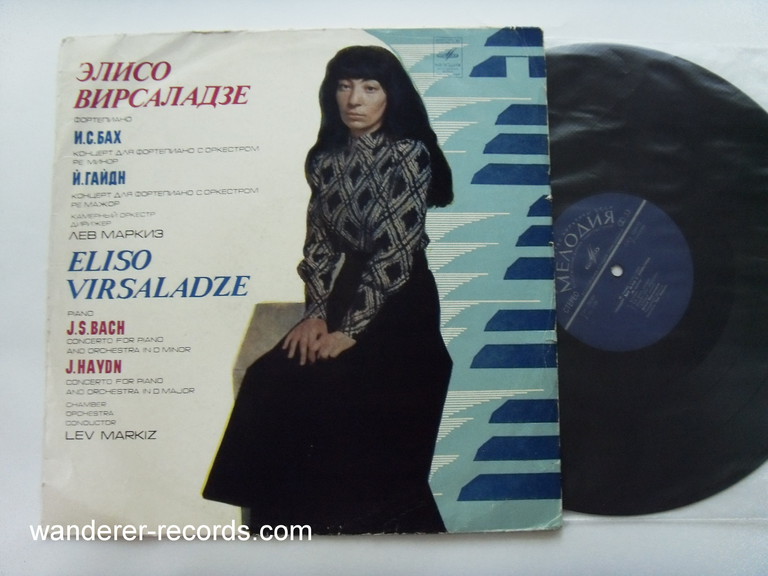 ЭЛИСО
ВИРСАЛАДЗЕ
ФОРТЕПИАНО
И.С.БАХ
КОНЦЕРТ ДЛЯ ФОРТЕПИАНО С ОРКЕСТРОМ
РЕ МИНОР
Й.ГАЙДН
КОНЦЕРТ ДЛЯ ФОРТЕПИАНО С ОРКЕСТРОМ
РЕ МАЖОР
КАМЕРНЫЙ ОРКЕСТР
ДИРИЖЕР
ЛЕВ МАРКИЗ
ELISO
VIRSALADZE
PIANO
J.S.BACH
CONCERTO FOR PIANO
AND ORCHESTRA IN D MINOR
J.HAYDN
CONCERTO FOR PIANO
AND ORCHESTRA IN D MAJOR
CHAMBER
ORCHESTRA
CONDUCTOR
LEV MARKIZ
МЕЛОДИЯ
wanderer-records.com